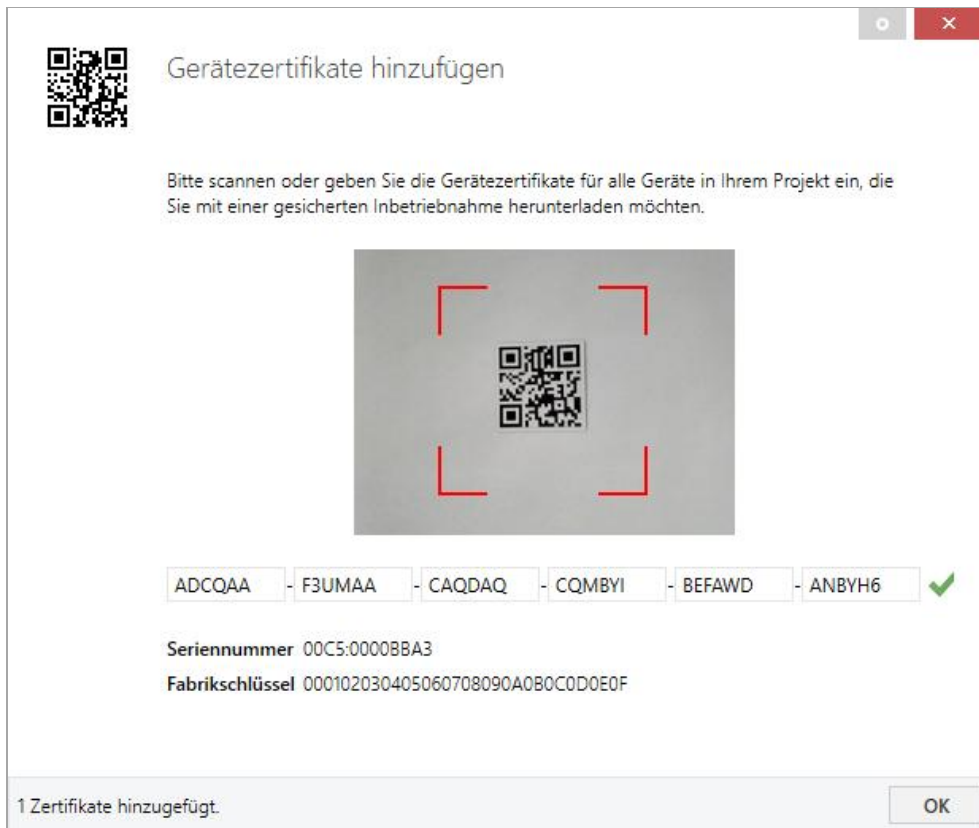 Gerätezertifikate hinzufügen
Bitte scannen oder geben Sie die Gerätezertifikate für alle Geräte in Ihrem Projekt ein, die
Sie mit einer gesicherten Inbetriebnahme herunterladen möchten.
ADCQAA - F3UMAA - CAQDAQ - CQMBYI - BEFAWD - ANBYH6
Seriennummer 00C5:0000BBA3
Fabrikschlüssel 000102030405060708090A0B0C0D0E0F
1 Zertifikate hinzugefügt.
OK